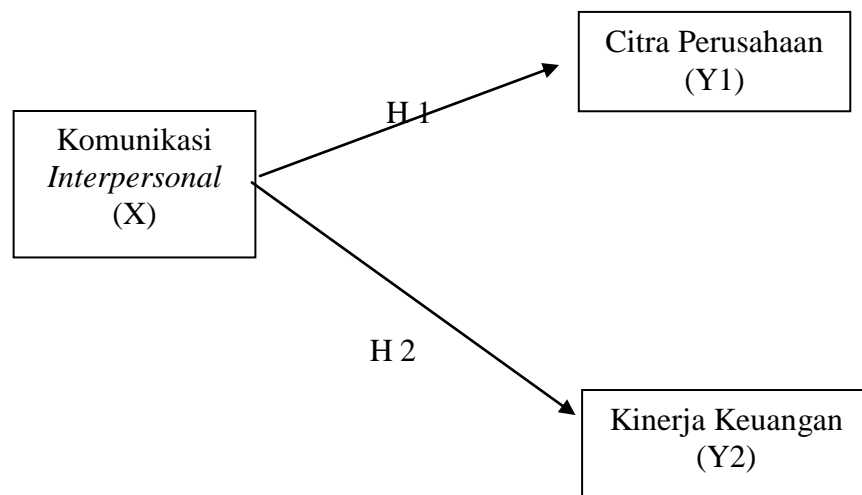 Citra Perusahaan
(Y1)
H 1
Komunikasi
Interpersonal
(X)
H 2
Kinerja Keuangan
(Y2)